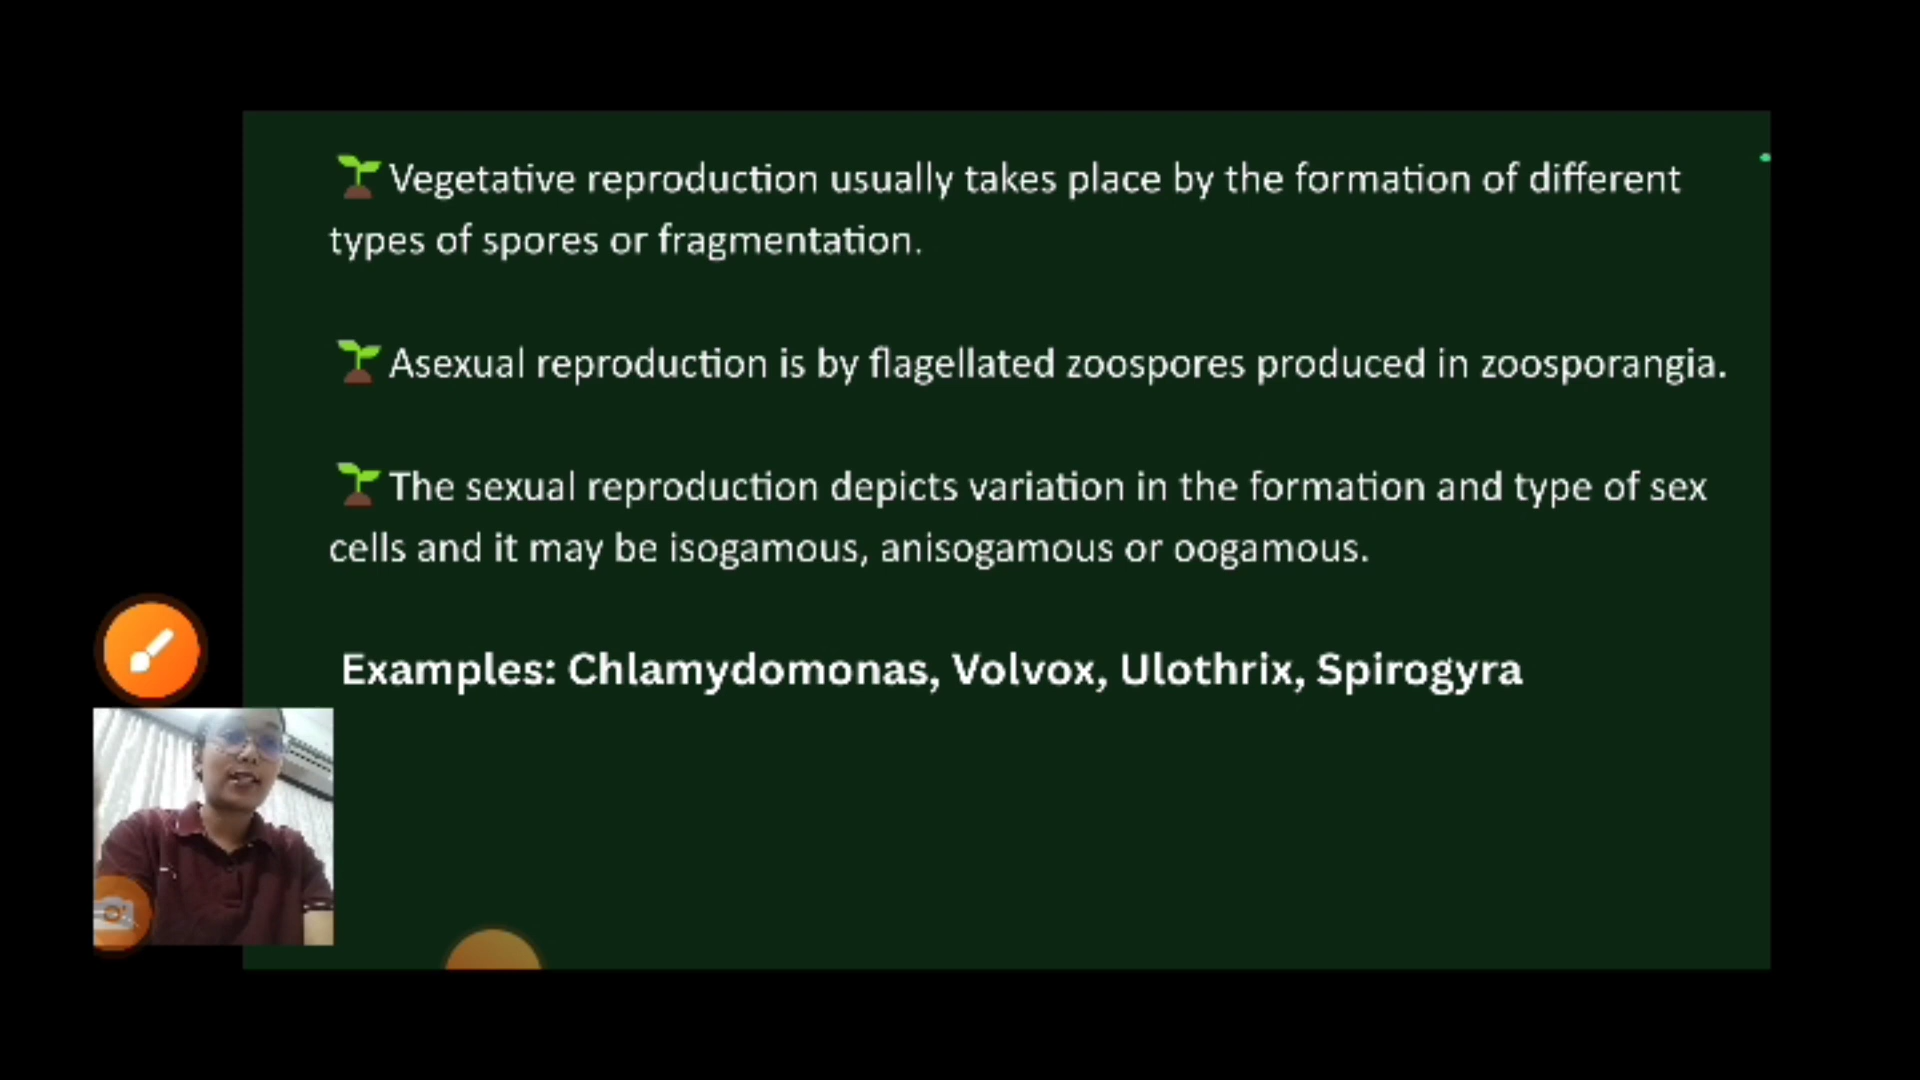 Vegetative reproduction usually takes place by the formation of different
types of spores or fragmentation.
Asexual reproduction is by flagellated zoospores produced in zoosporangia.
The sexual reproduction depicts variation in the formation and type of sex
cells and it may be isogamous, anisogamous or oogamous.
Examples: Chlamydomonas, Volvox, Ulothrix, Spirogyra